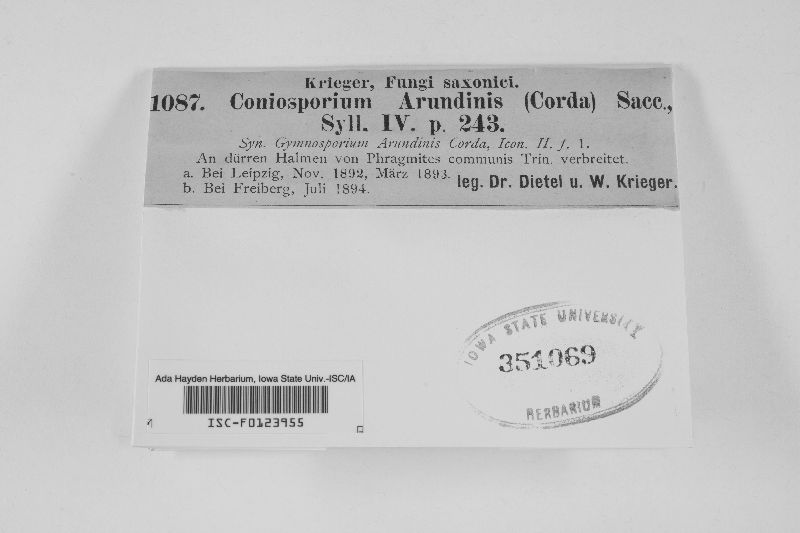 Krieger, Fungi saxonici.
1087. Coniosporium Arundinis (Corda) Sacc.,
Syll. IV. p. 243.
Syn. Gymnosporium Arundinis Corda, Icon. II. f. 1.
An dürren Halmen von Phragmites communis Trin. verbreitet.
a. Bei Leipzig, Nov. 1892, März 1893.
b. Bei Freiberg, Juli 1894.
leg. Dr. Dietel u. W. Krieger.
IOWA STATE UNIVERSITY
351069
HERBARIUM
Ada Hayden Herbarium, Iowa State Univ.-ISC/IA
ISC-F0123955